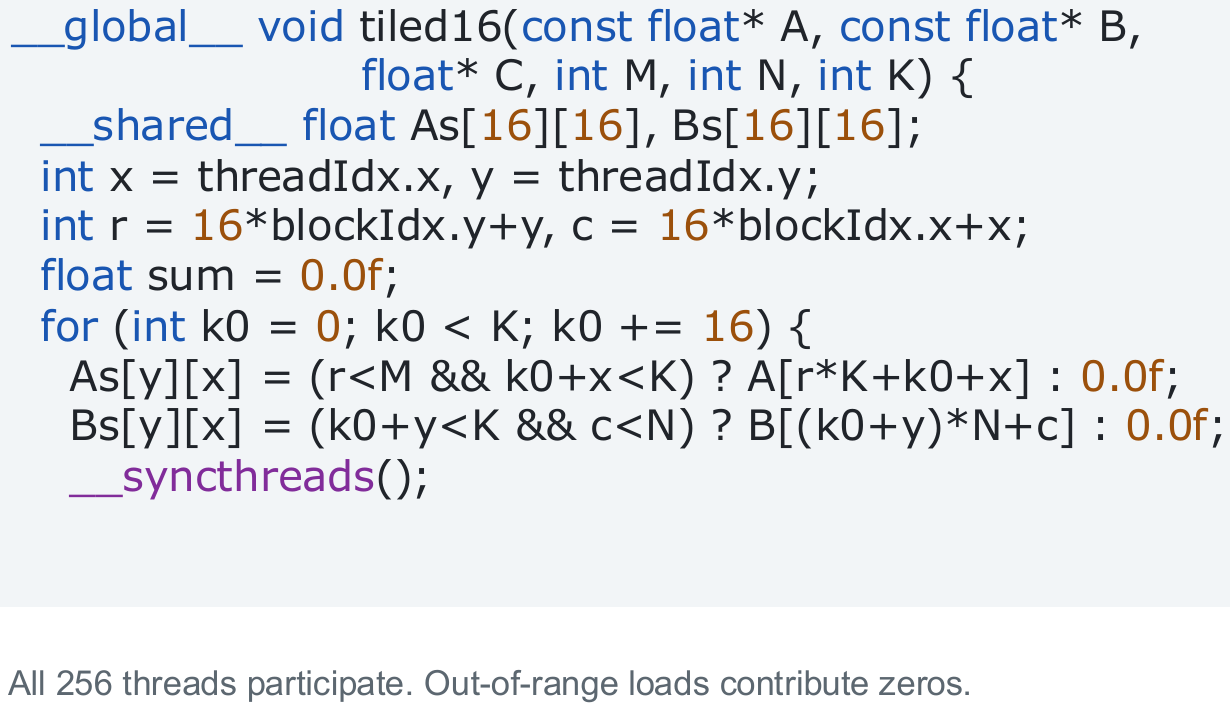 __global__ void tiled16(const float* A, const float* B,
float* C, int M, int N, int K) {
__shared__ float As[16][16], Bs[16][16];
int x = threadIdx.x, y = threadIdx.y;
int r = 16*blockIdx.y+y, c = 16*blockIdx.x+x;
float sum = 0.0f;
for (int k0 = 0; k0 < K; k0 += 16) {
As[y][x] = (r<M && k0+x<K) ? A[r*K+k0+x] : 0.0f;
Bs[y][x] = (k0+y<K && c<N) ? B[(k0+y)*N+c] : 0.0f;
__syncthreads();
All 256 threads participate. Out-of-range loads contribute zeros.